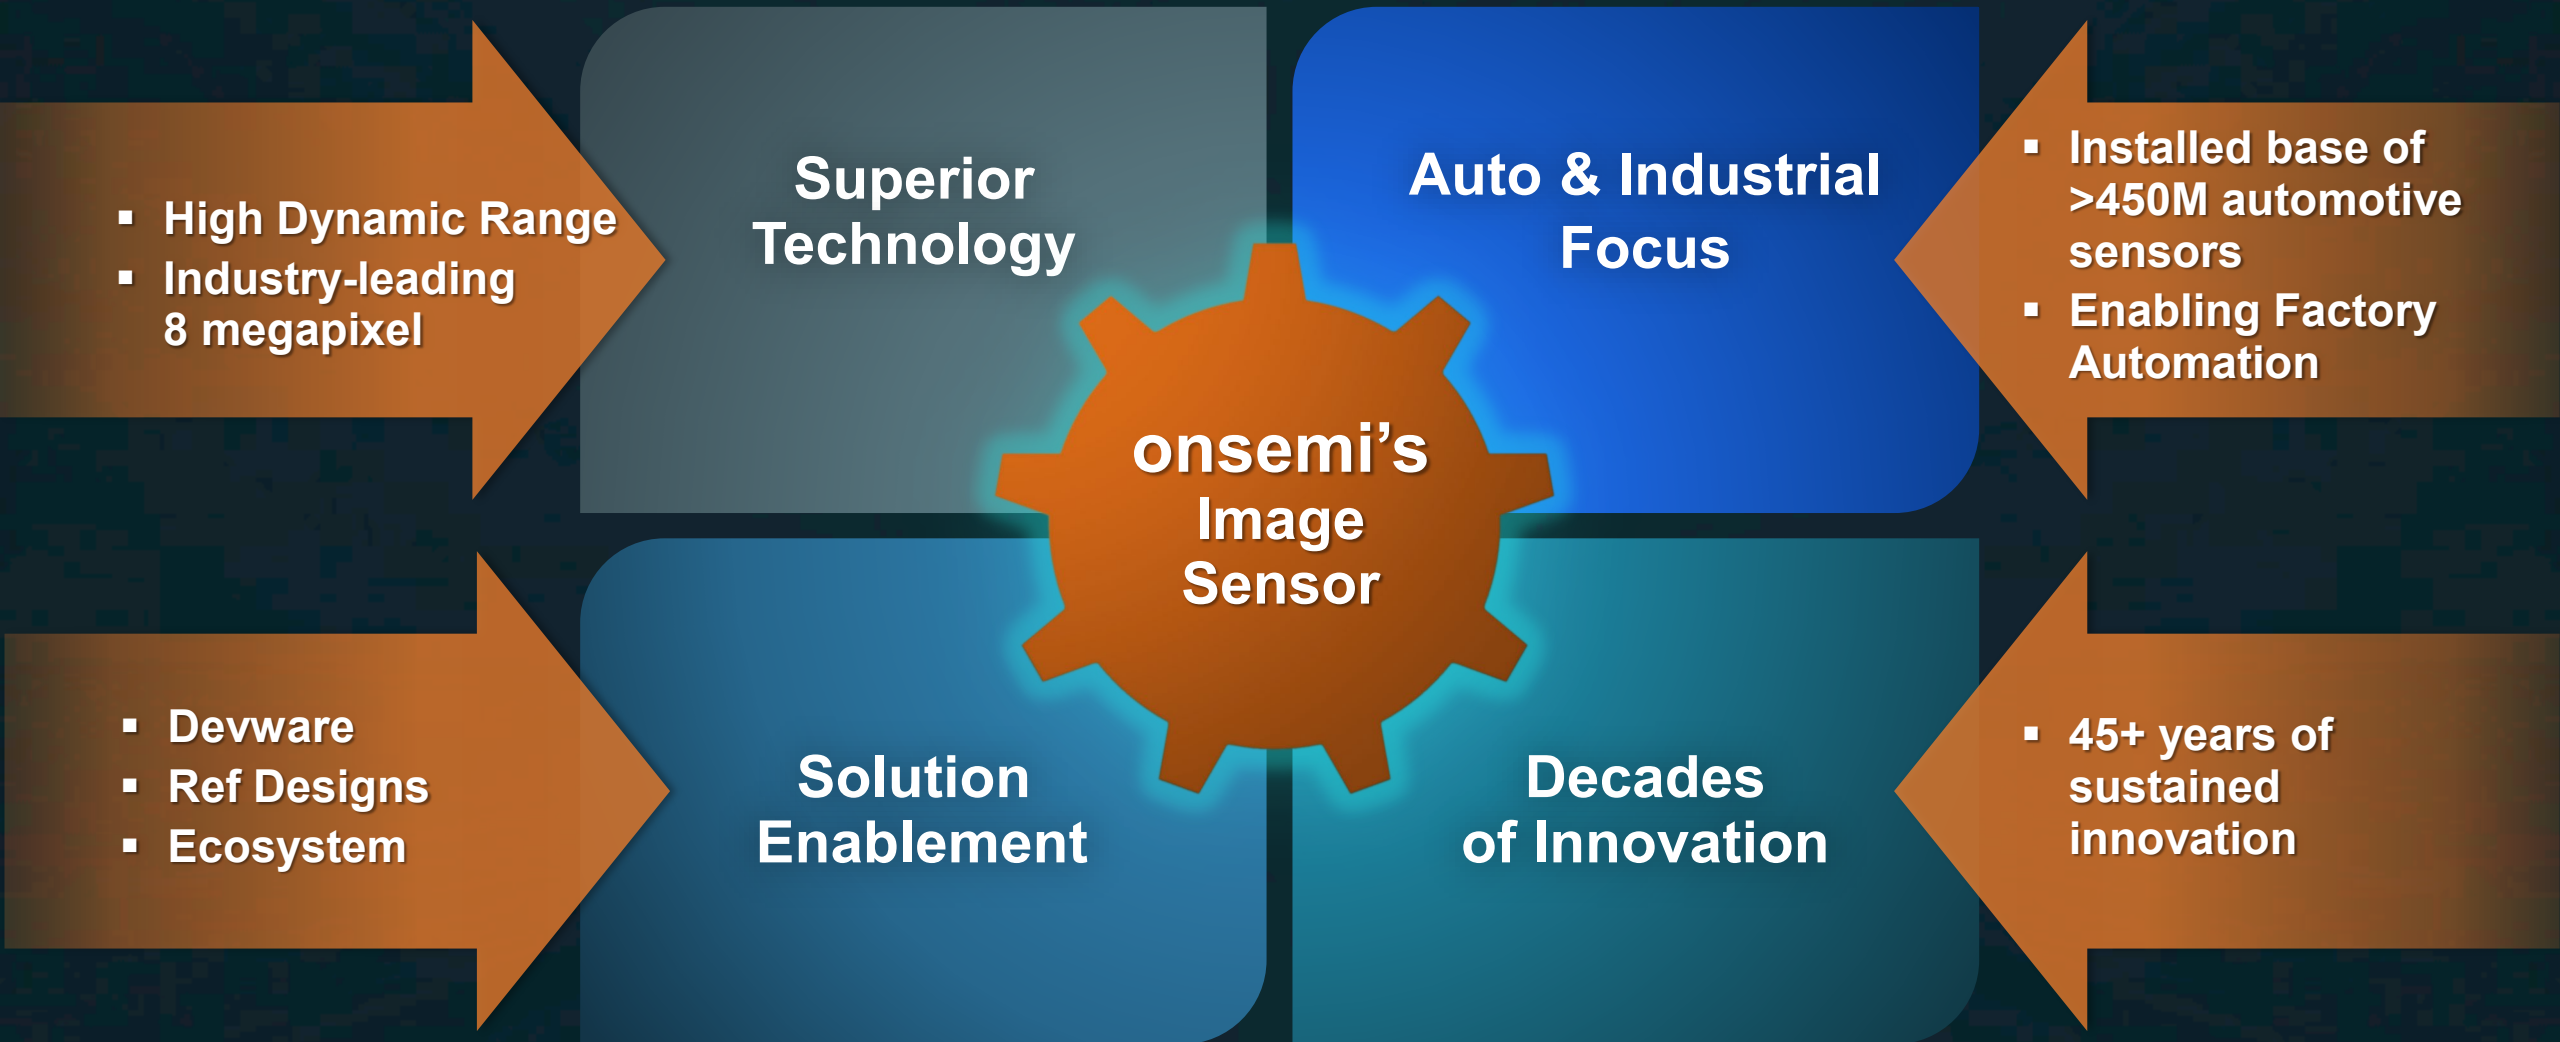 ▪ High Dynamic Range
▪ Industry-leading
8 megapixel
Superior
Technology
Auto & Industrial
Focus
▪ Installed base of
>450M automotive
sensors
▪ Enabling Factory
Automation
onsemi’s
Image
Sensor
▪ Devware
▪ Ref Designs
▪ Ecosystem
Solution
Enablement
Decades
of Innovation
▪ 45+ years of
sustained
innovation